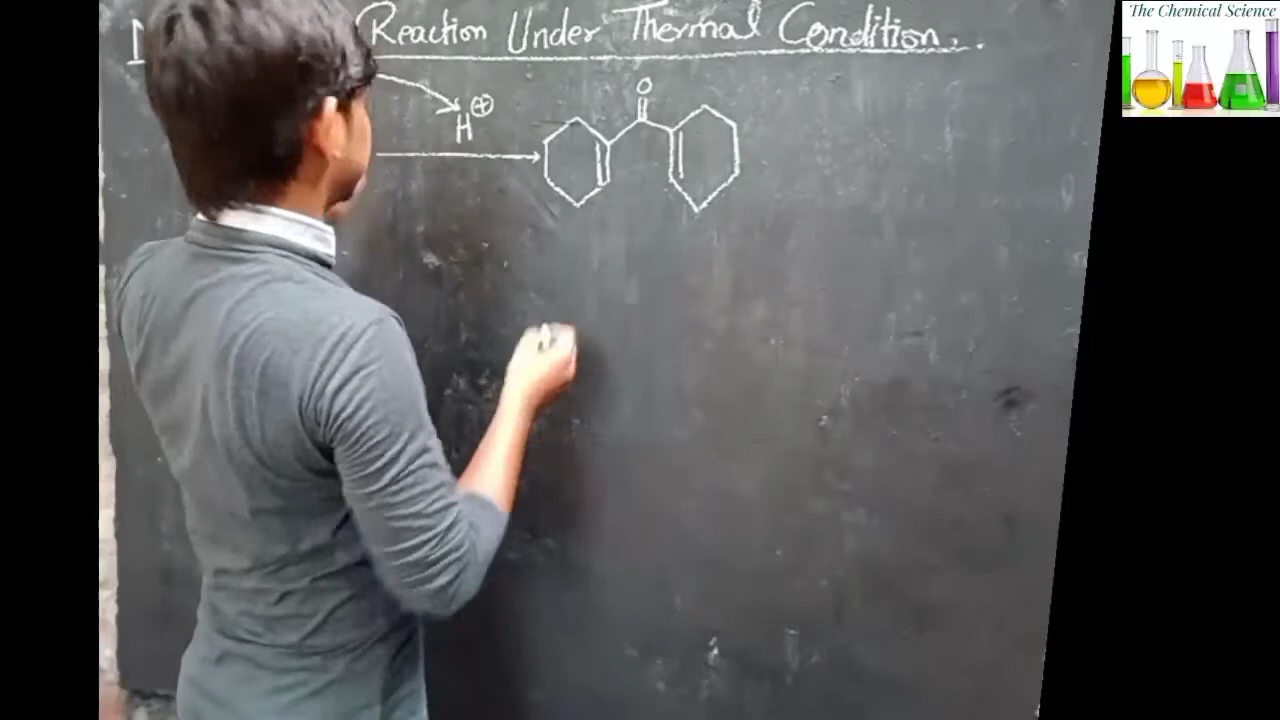 The Chemical Science
Reaction Under Thermal Condition.
H⊕
O